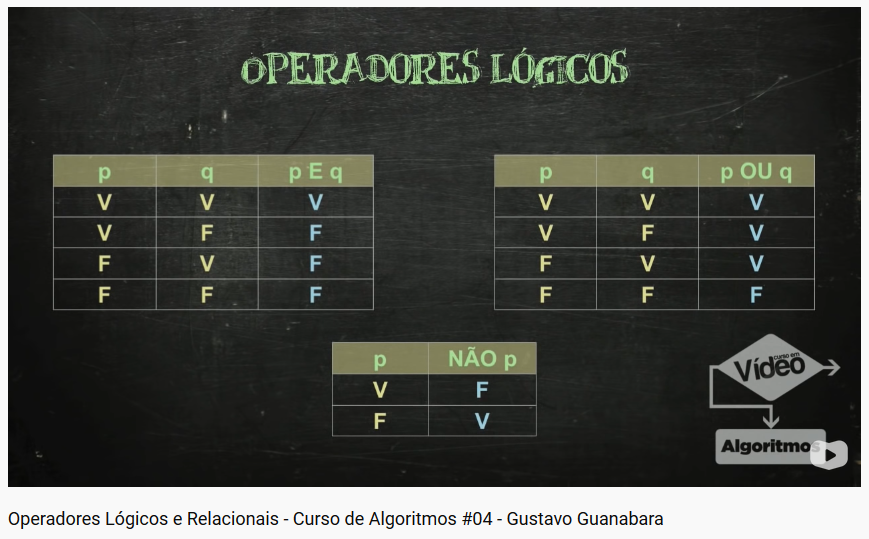 OPERADORES LÓGICOS
p q p E q
V V V
V F F
F V F
F F F
p q p OU q
V V V
V F V
F V V
F F F
p NÃO p
V F
F V
curso em
Vídeo
Algoritmos
Operadores Lógicos e Relacionais - Curso de Algoritmos #04 - Gustavo Guanabara